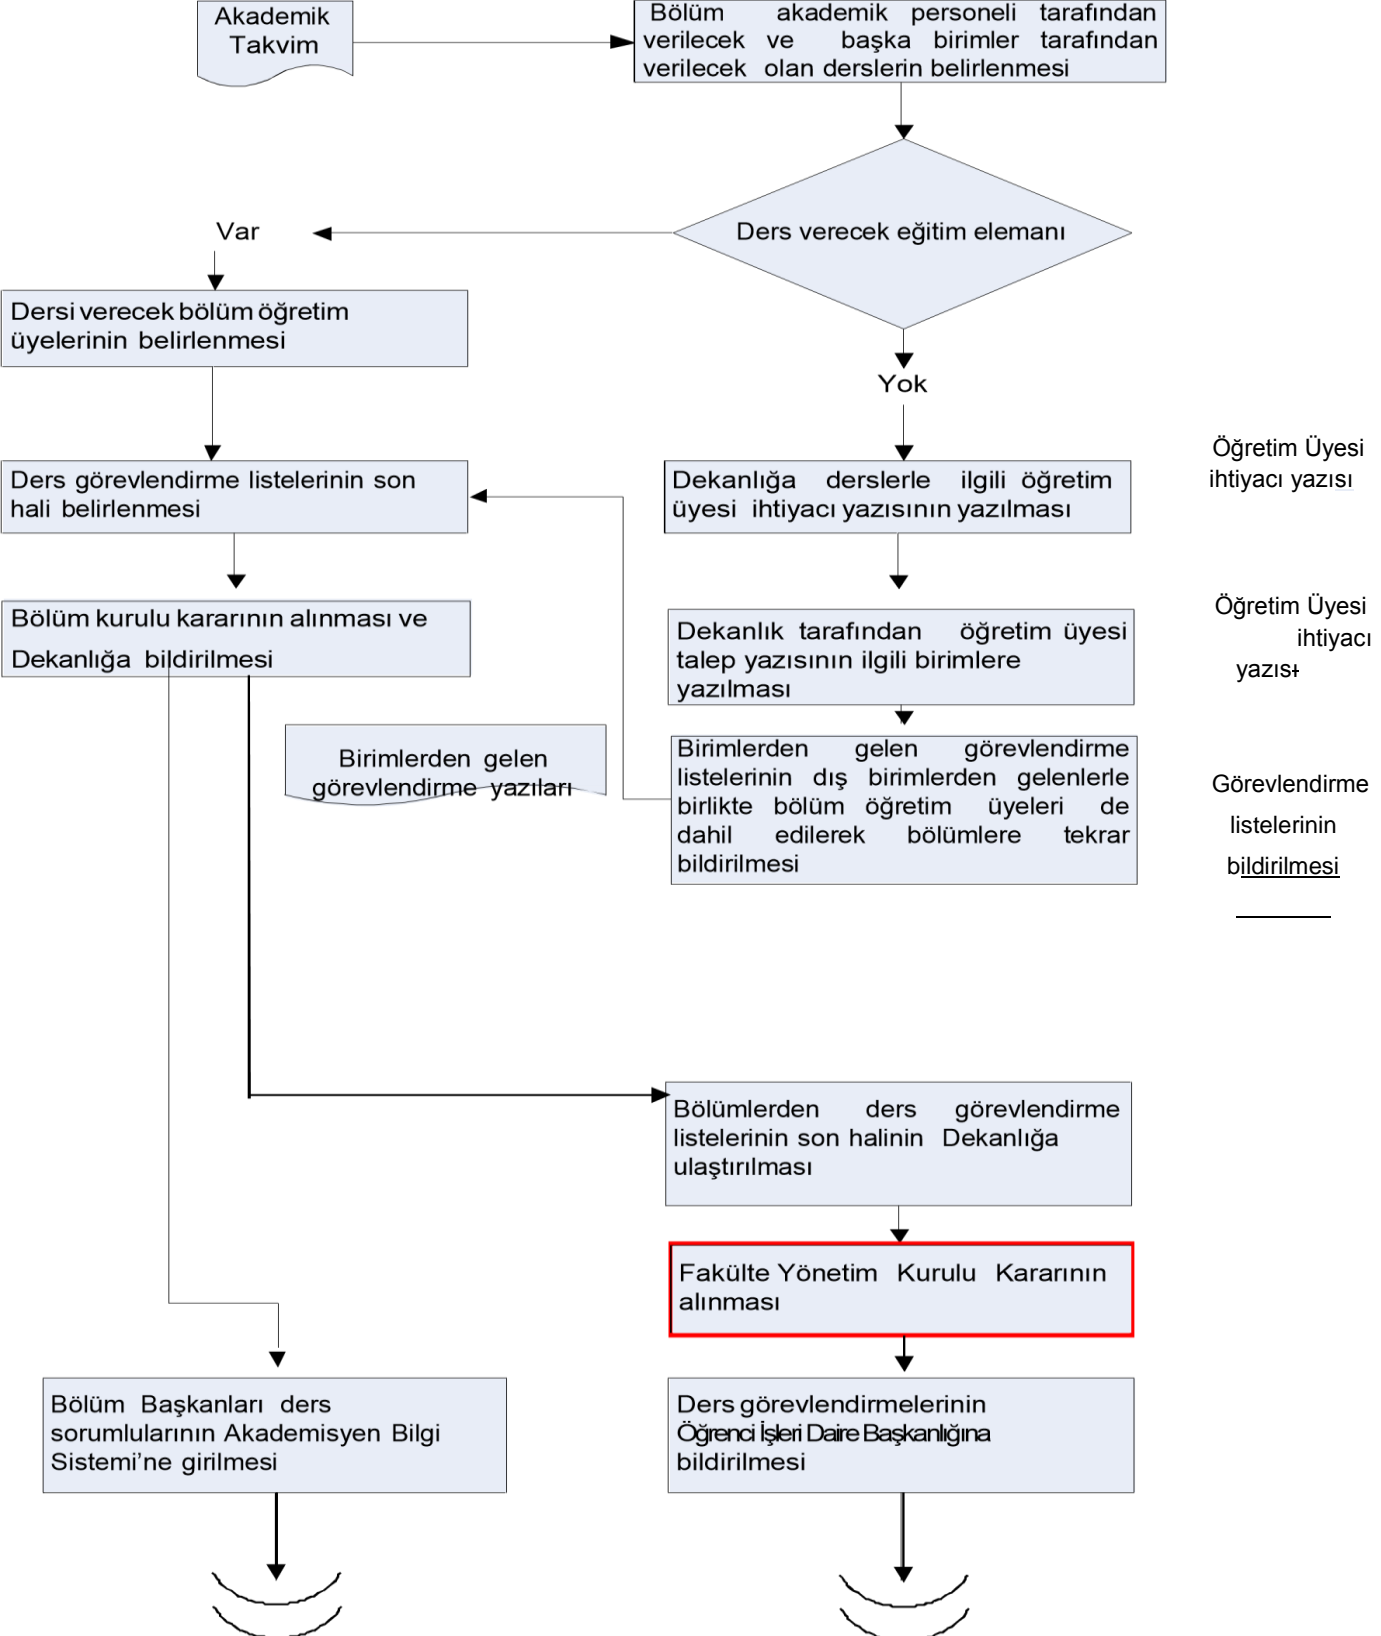 Akademik
Takvim
Bölüm akademik personeli tarafından
verilecek ve başka birimler tarafından
verilecek olan derslerin belirlenmesi
Ders verecek eğitim elemanı
Var
Dersi verecek bölüm öğretim
üyelerinin belirlenmesi
Yok
Ders görevlendirme listelerinin son
hali belirlenmesi
Dekanlığa derslerle ilgili öğretim
üyesi ihtiyacı yazısının yazılması
Öğretim Üyesi
ihtiyacı yazısı
Bölüm kurulu kararının alınması ve
Dekanlığa bildirilmesi
Dekanlık tarafından öğretim üyesi
talep yazısının ilgili birimlere
yazılması
Öğretim Üyesi
ihtiyacı
yazısı
Birimlerden gelen
görevlendirme yazıları
Birimlerden gelen görevlendirme
listelerinin dış birimlerden gelenlerle
birlikte bölüm öğretim üyeleri de
dahil edilerek bölümlere tekrar
bildirilmesi
Görevlendirme
listelerinin
bildirilmesi
Bölümlerden ders görevlendirme
listelerinin son halinin Dekanlığa
ulaştırılması
Fakülte Yönetim Kurulu Kararının
alınması
Bölüm Başkanları ders
sorumlularının Akademisyen Bilgi
Sistemi’ne girilmesi
Ders görevlendirmelerinin
Öğrenci İşleri Daire Başkanlığına
bildirilmesi